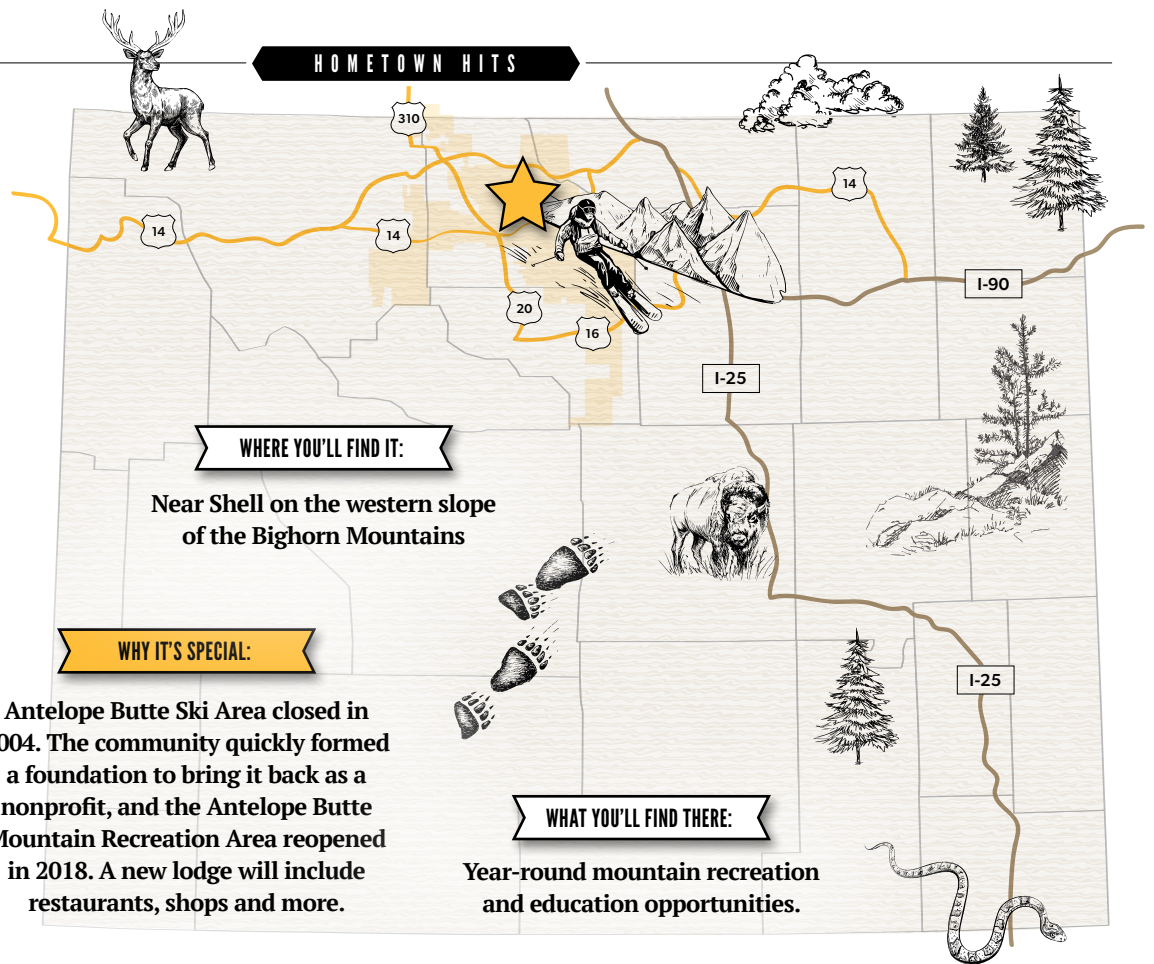 HOMETOWN HITS
310
14
14
14
I-90
20
16
I-25
WHERE YOU'LL FIND IT:
Near Shell on the western slope
of the Bighorn Mountains
WHY IT'S SPECIAL:
Antelope Butte Ski Area closed in
004. The community quickly formed
a foundation to bring it back as a
nonprofit, and the Antelope Butte
Mountain Recreation Area reopened
in 2018. A new lodge will include
restaurants, shops and more.
I-25
WHAT YOU'LL FIND THERE:
Year-round mountain recreation
and education opportunities.